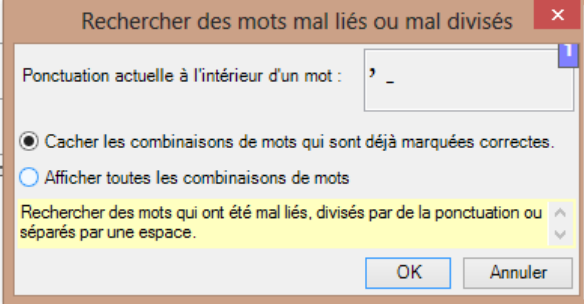 Rechercher des mots mal liés ou mal divisés
1
Ponctuation actuelle à l'intérieur d'un mot : ’ -
Cacher les combinaisons de mots qui sont déjà marquées correctes.
Afficher toutes les combinaisons de mots
Rechercher des mots qui ont été mal liés, divisés par de la ponctuation ou
séparés par une espace.
OK Annuler